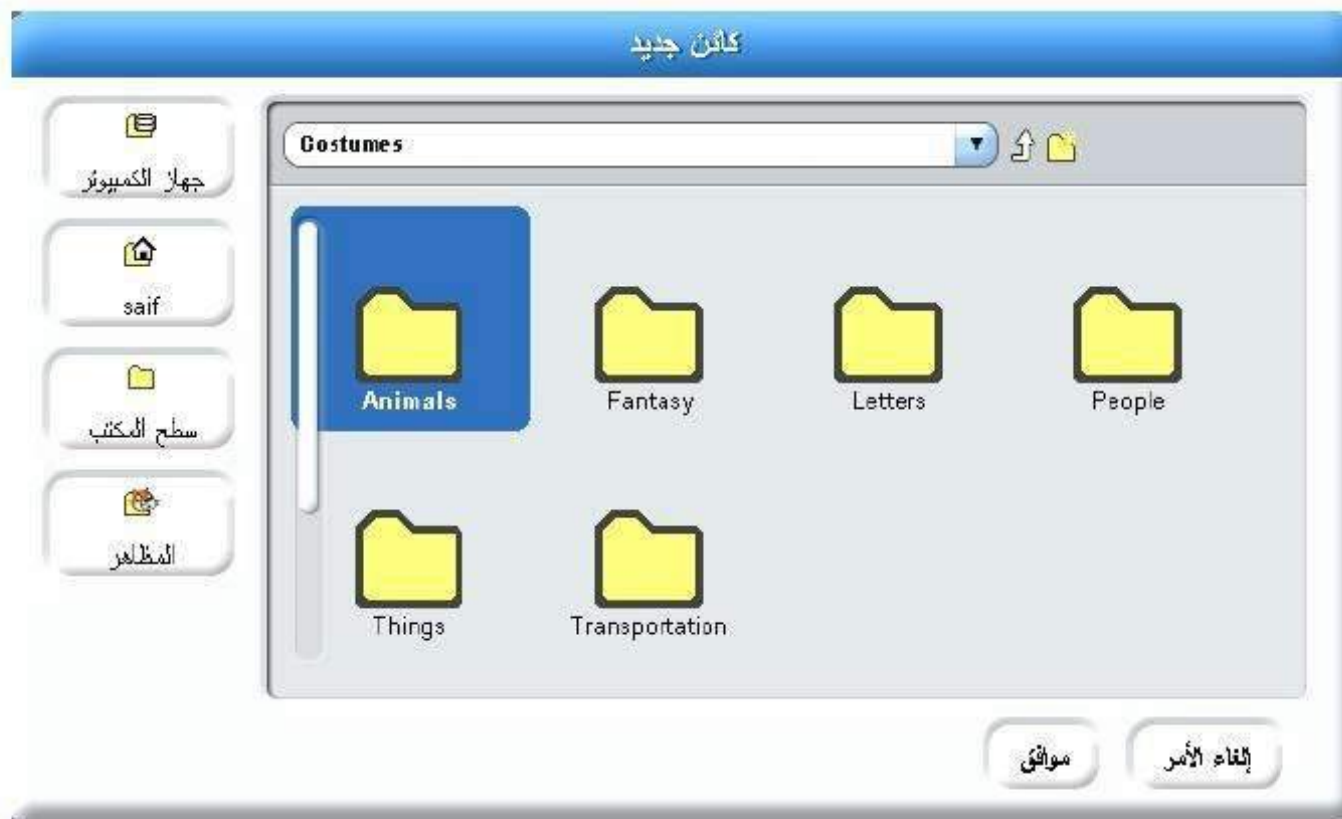 كائن جديد
Costumes
جهاز الكمبيوتر
saif
سطح المكتب
المظاهر
Animals
Fantasy
Letters
People
Things
Transportation
موافق
إلغاء الأمر